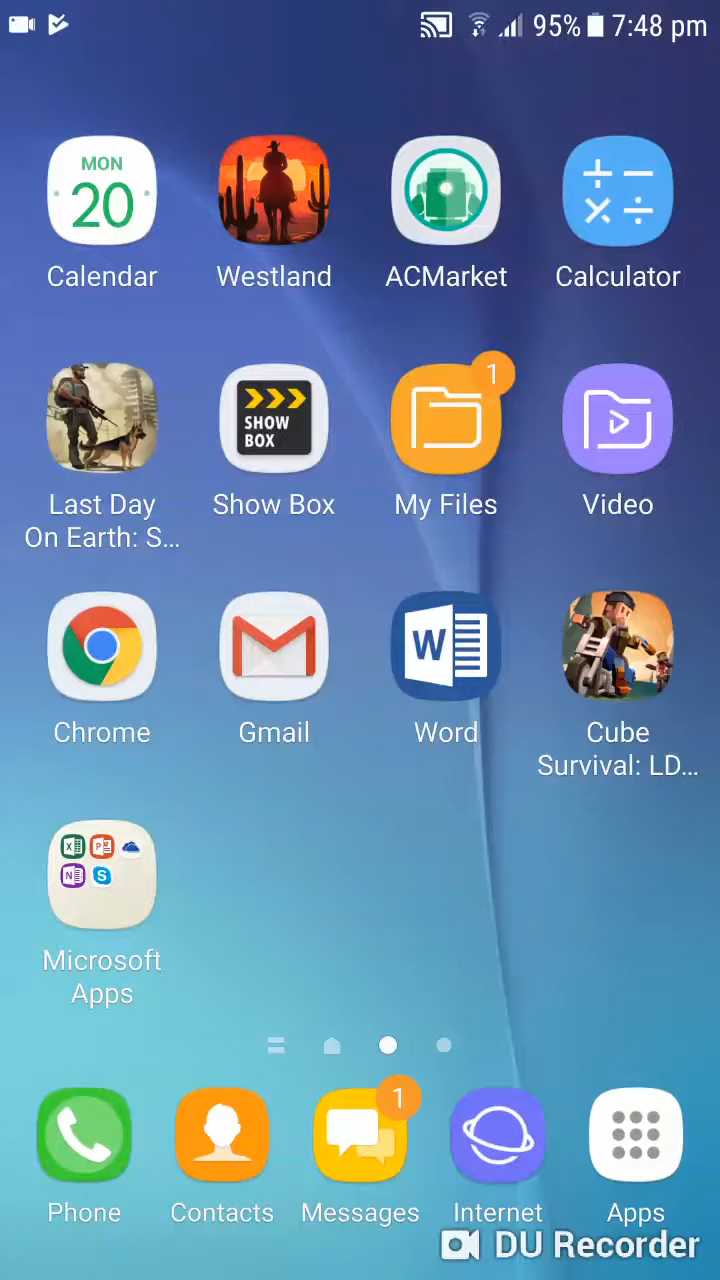 95% 7:48 pm
MON
20
Calendar
Westland
ACMarket
Calculator
SHOW
BOX
1
Last Day
On Earth: S...
Show Box
My Files
Video
W
Chrome
Gmail
Word
Cube
Survival: LD...
X
P
N
S
Microsoft
Apps
1
Phone
Contacts
Messages
Internet
Apps
DU Recorder